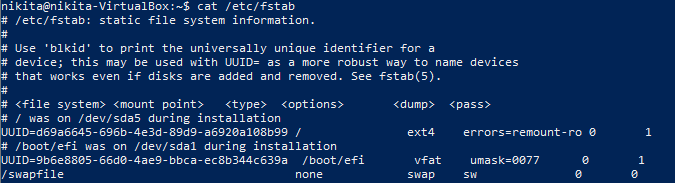 nikita@nikita-VirtualBox:~$ cat /etc/fstab
# /etc/fstab: static file system information.
#
# Use 'blkid' to print the universally unique identifier for a
# device; this may be used with UUID= as a more robust way to name devices
# that works even if disks are added and removed. See fstab(5).
#
# <file system> <mount point>   <type>  <options>       <dump>  <pass>
# / was on /dev/sda5 during installation
UUID=d69a6645-696b-4e3d-89d9-a6920a108b99 /               ext4    errors=remount-ro 0       1
# /boot/efi was on /dev/sda1 during installation
UUID=9b6e8805-66d0-4ae9-bbca-ec8b344c639a  /boot/efi       vfat    umask=0077      0       1
/swapfile                                 none            swap    sw              0       0